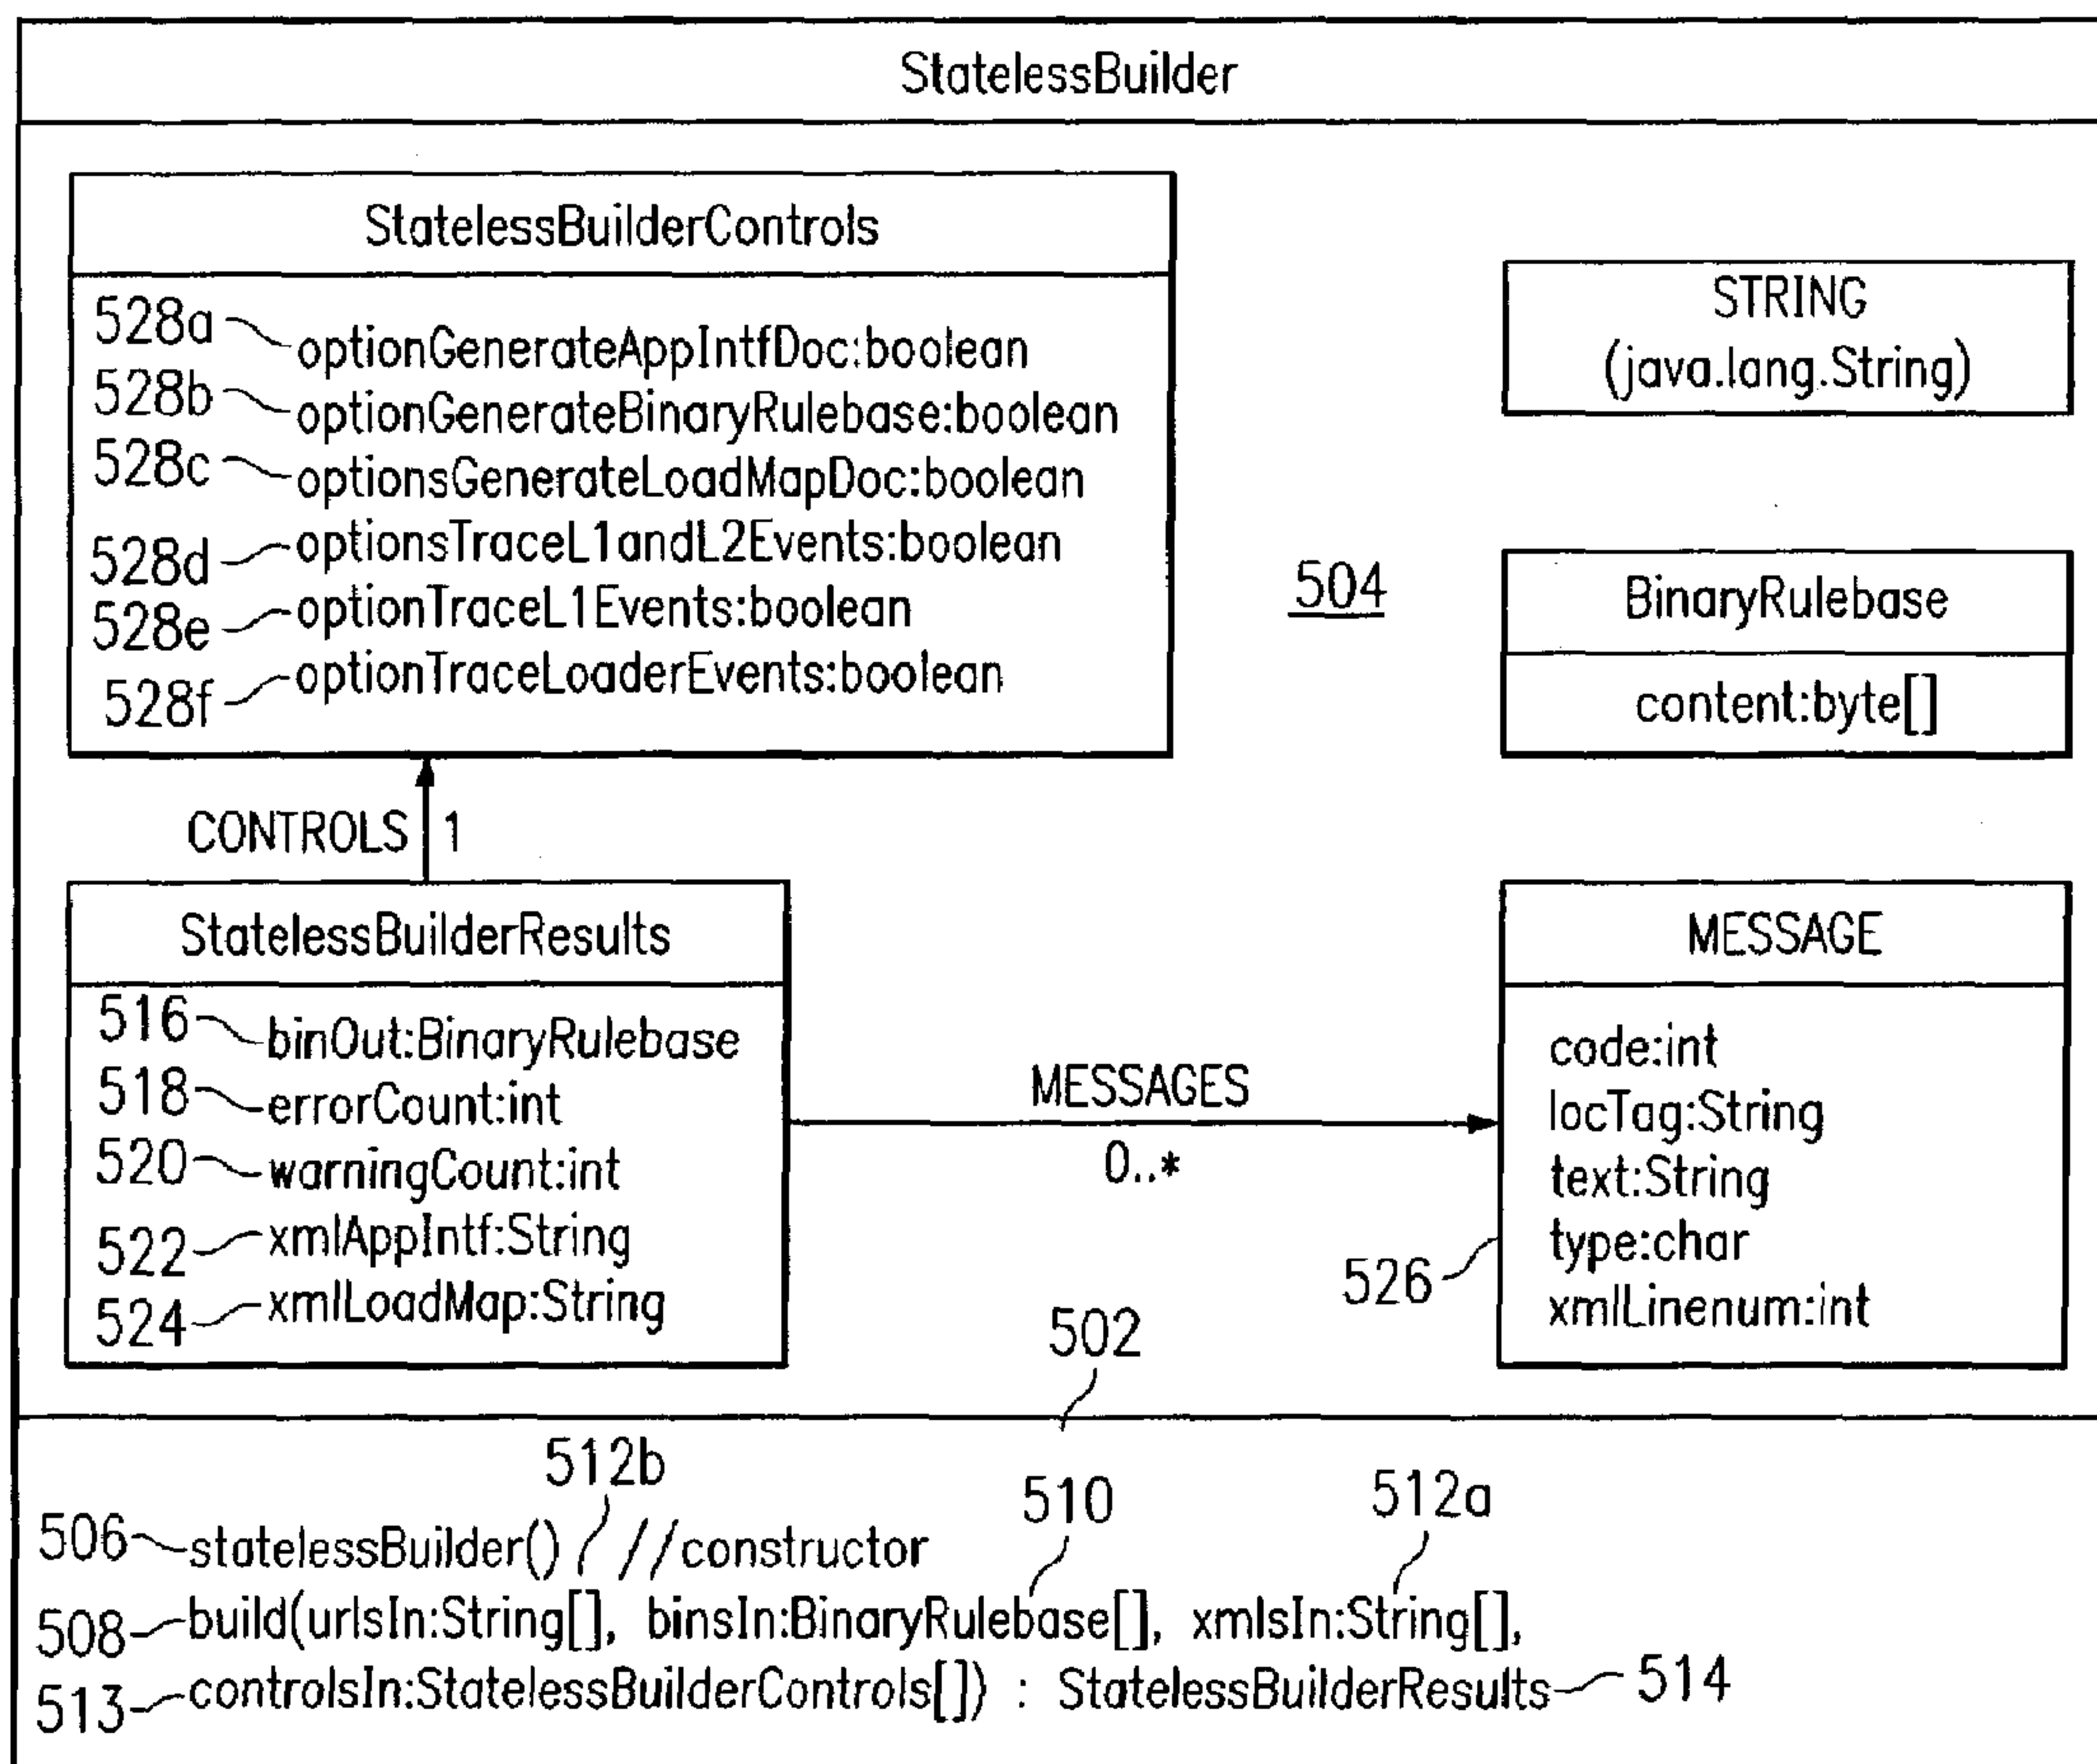 StatelessBuilder
StatelessBuilderControls
528a optionGenerateAppIntfDoc:boolean
528b optionGenerateBinaryRulebase:boolean
528c optionsGenerateLoadMapDoc:boolean
528d optionsTraceL1andL2Events:boolean
528e optionTraceL1Events:boolean
528f optionTraceLoaderEvents:boolean
STRING
(java.lang.String)
504
BinaryRulebase
content:byte[]
CONTROLS 1
StatelessBuilderResults
516 binOut:BinaryRulebase
518 errorCount:int
520 warningCount:int
522 xmlAppIntf:String
524 xmlLoadMap:String
MESSAGES
0..*
MESSAGE
code:int
locTag:String
text:String
type:char
xmlLinenum:int
526
502
512b 510 512a
506 statelessBuilder() //constructor
508 build(urlsIn:String[], binsIn:BinaryRulebase[], xmlsIn:String[],
513 controlsIn:StatelessBuilderControls[]) : StatelessBuilderResults 514